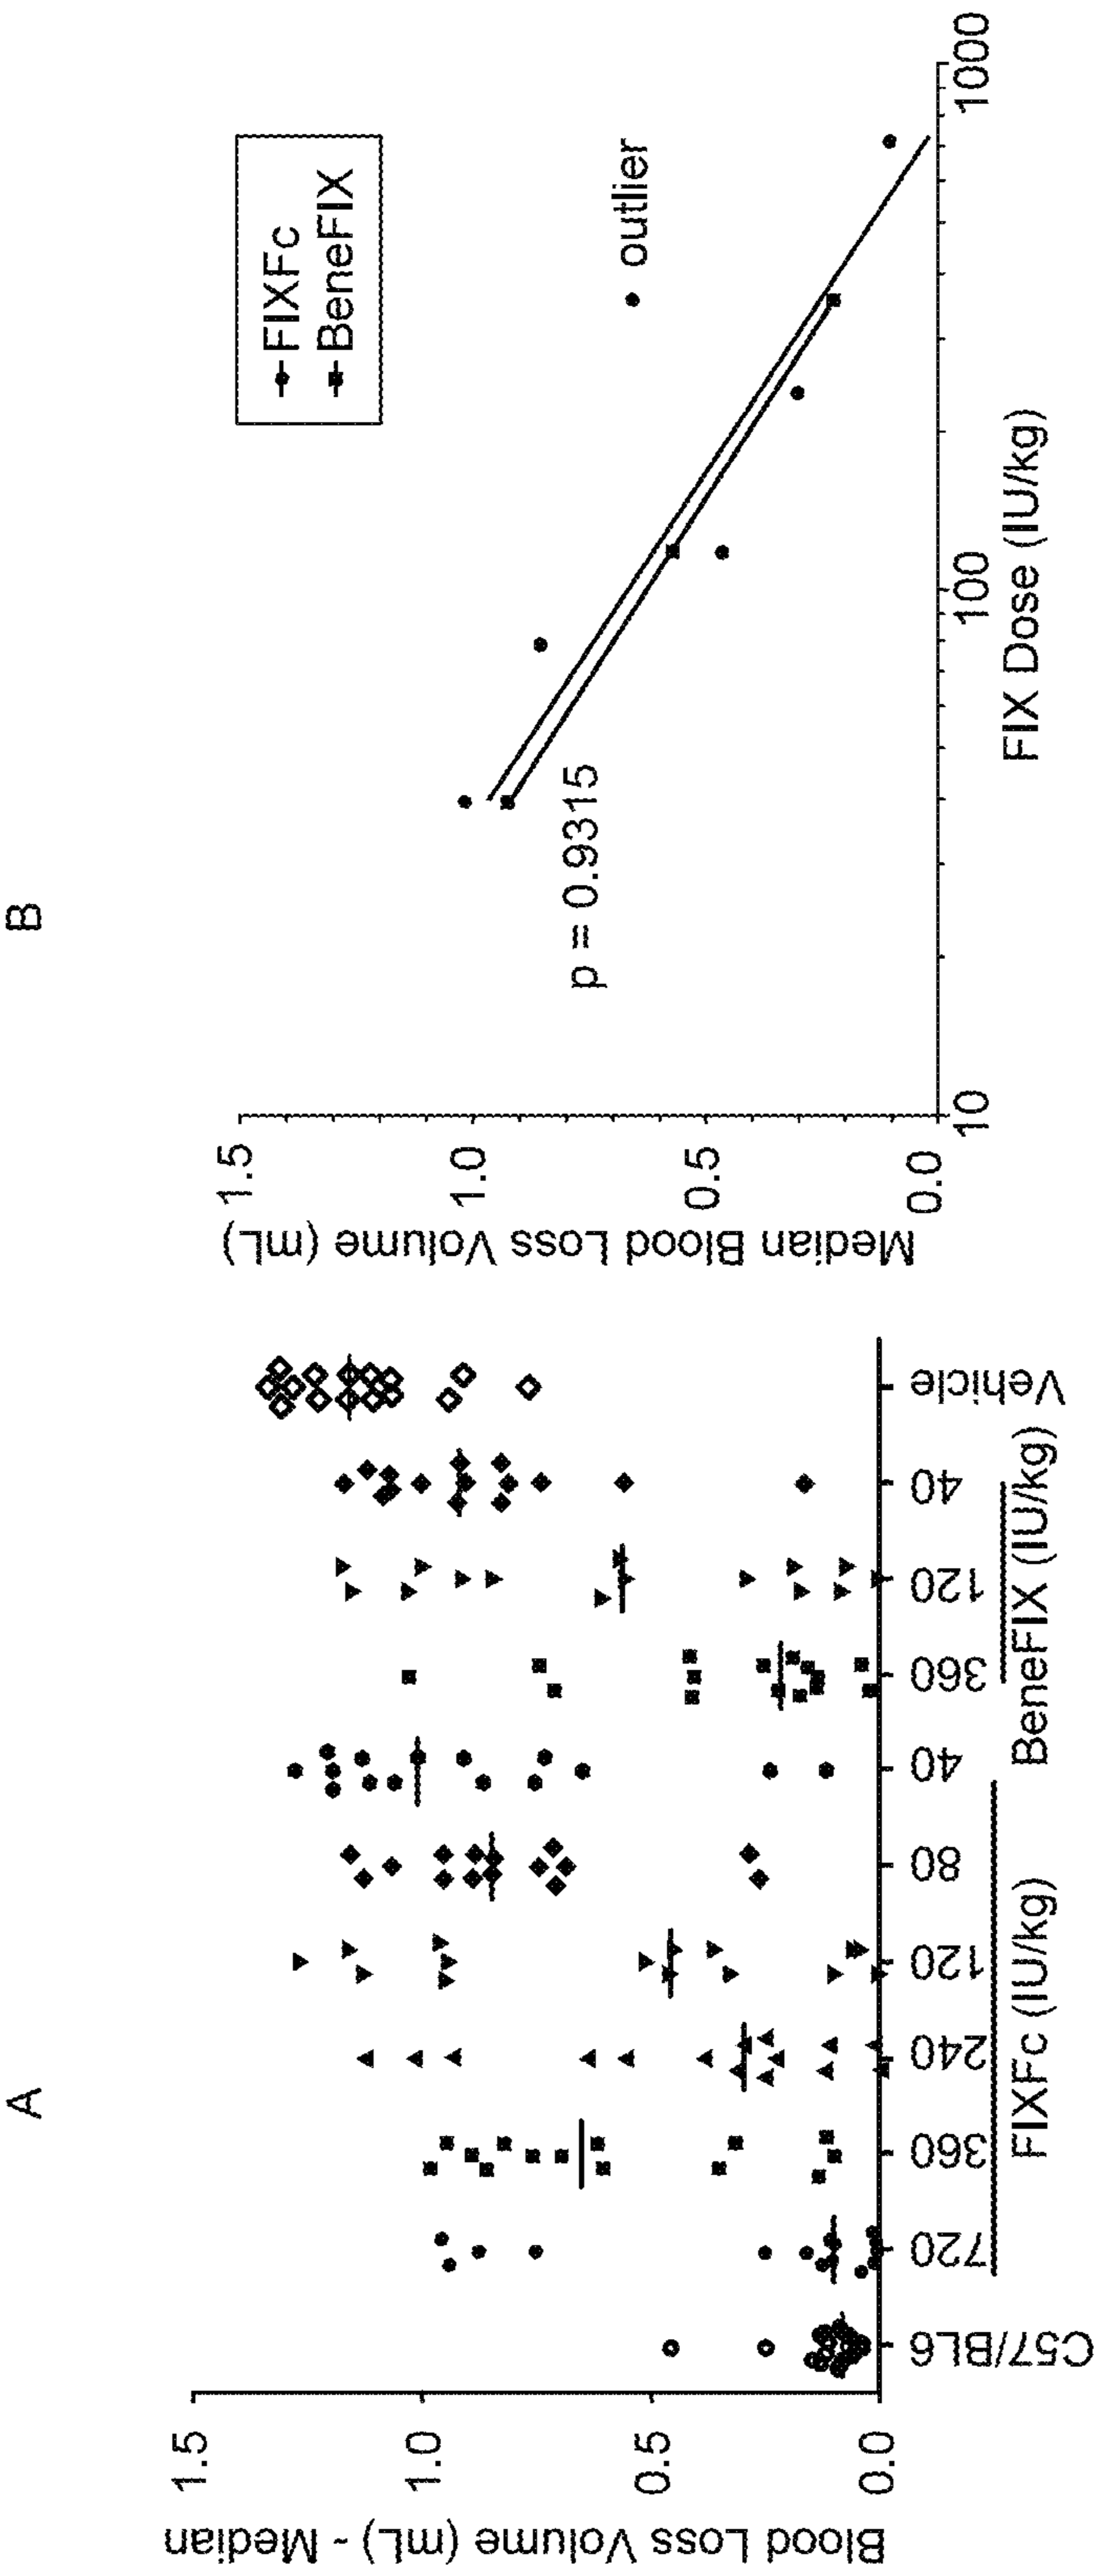 A
Blood Loss Volume (mL) - Median
1.5
1.0
0.5
0.0
C57/BL6
720
360
240
120
80
40
360
120
40
Vehicle
FIXFc (IU/kg)
BeneFIX (IU/kg)
B
Median Blood Loss Volume (mL)
1.5
1.0
0.5
0.0
FIXFc
BeneFIX
outlier
p = 0.9315
10
100
1000
FIX Dose (IU/kg)